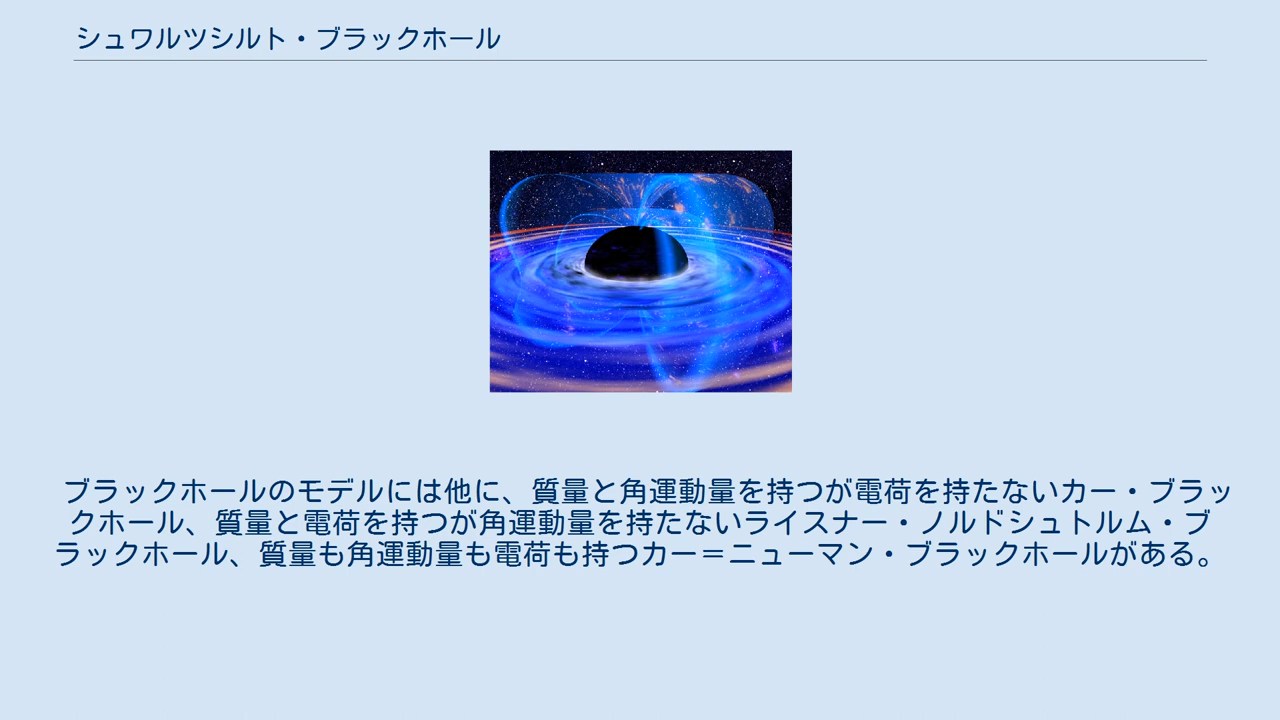 シュワルツシルト・ブラックホール
ブラックホールのモデルには他に、質量と角運動量を持つが電荷を持たないカー・ブラッ
クホール、質量と電荷を持つが角運動量を持たないライスナー・ノルドシュトルム・ブ
ラックホール、質量も角運動量も電荷も持つカー＝ニューマン・ブラックホールがある。